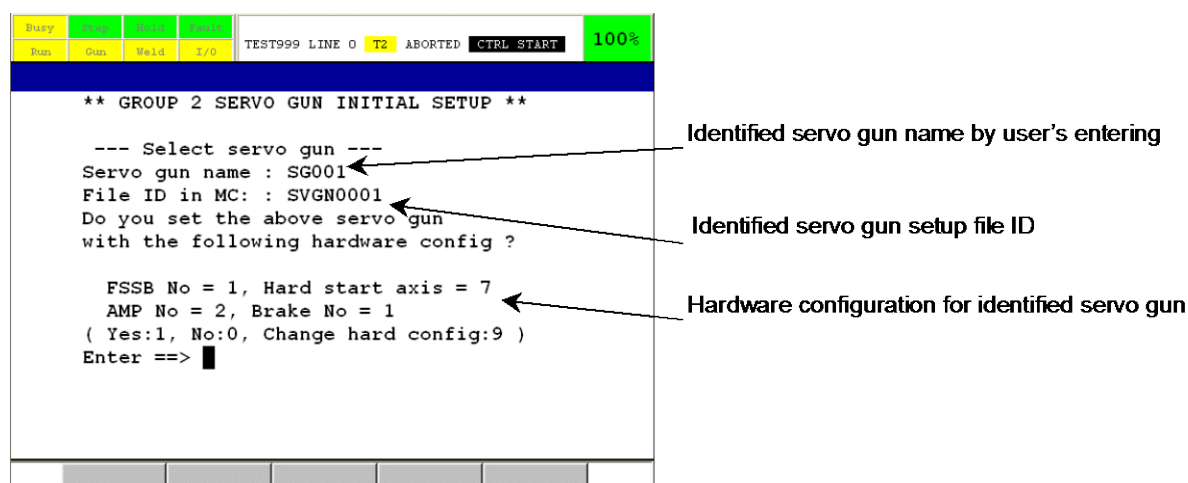 Busy Step Hold Fault
Run Gun Weld I/O
TEST999 LINE 0 T2 ABORTED CTRL START
100%
** GROUP 2 SERVO GUN INITIAL SETUP **
--- Select servo gun ---
Servo gun name : SG001
File ID in MC: : SVGN0001
Do you set the above servo gun
with the following hardware config ?
FSSB No = 1, Hard start axis = 7
AMP No = 2, Brake No = 1
( Yes:1, No:0, Change hard config:9 )
Enter ==>
Identified servo gun name by user's entering
Identified servo gun setup file ID
Hardware configuration for identified servo gun